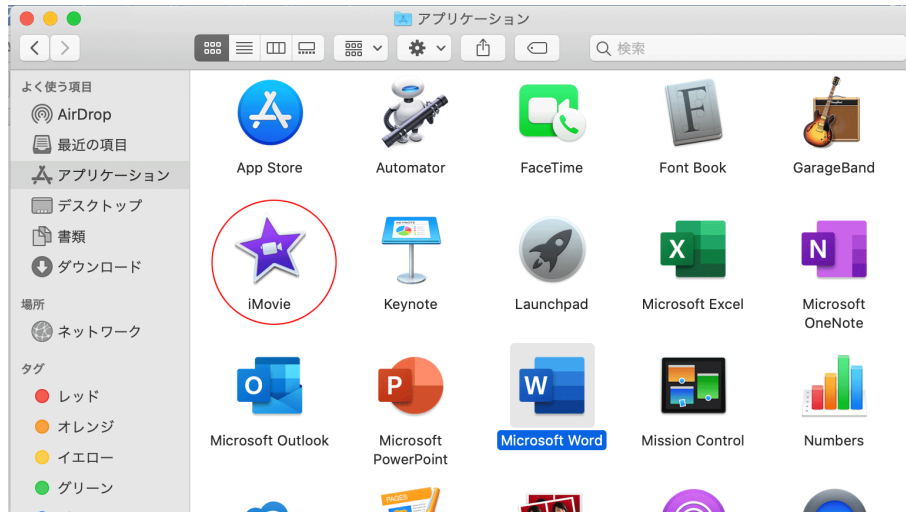 アプリケーション
検索
よく使う項目
AirDrop
最近の項目
アプリケーション
デスクトップ
書類
ダウンロード
場所
ネットワーク
タグ
レッド
オレンジ
イエロー
グリーン
App Store
Automator
FaceTime
Font Book
GarageBand
iMovie
KEYNOTE
Keynote
Launchpad
Microsoft Excel
Microsoft
OneNote
Microsoft Outlook
Microsoft
PowerPoint
Microsoft Word
Mission Control
Numbers
PAGES